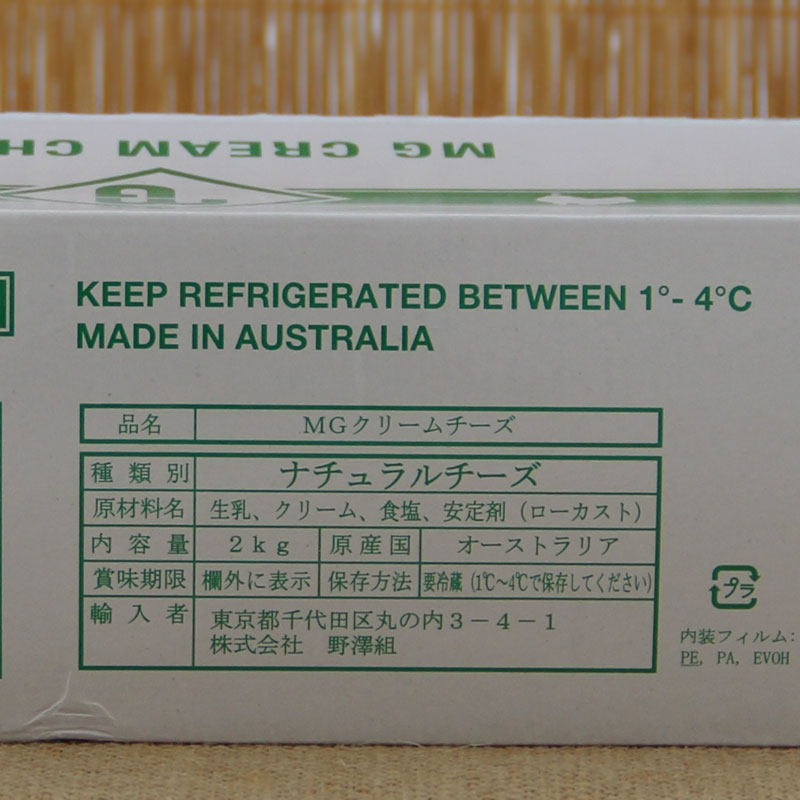 MG CREAM CH
KEEP REFRIGERATED BETWEEN 1°- 4°C
MADE IN AUSTRALIA
品名 MGクリームチーズ
種類別 ナチュラルチーズ
原材料名 生乳、クリーム、食塩、安定剤（ローカスト）
内容量 2kg 原産国 オーストラリア
賞味期限 欄外に表示 保存方法 要冷蔵（1℃～4℃で保存してください）
輸入者 東京都千代田区丸の内3－4－1
株式会社 野澤組
プラ
内装フィルム:
PE, PA, EVOH